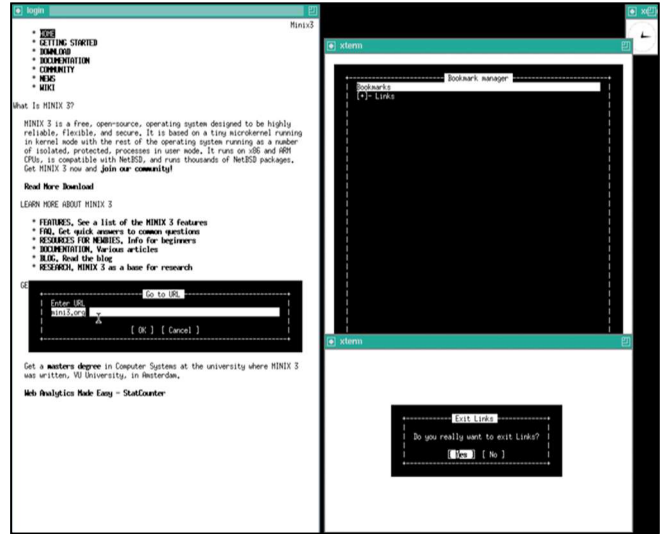 login
Minix3
* HOME
* GETTING STARTED
* DOWNLOAD
* DOCUMENTATION
* COMMUNITY
* NEWS
* WIKI
What Is MINIX 3?
MINIX 3 is a free, open-source, operating system designed to be highly
reliable, flexible, and secure. It is based on a tiny microkernel running
in kernel mode with the rest of the operating system running as a number
of isolated, protected, processes in user mode. It runs on x86 and ARM
CPUs, is compatible with NetBSD, and runs thousands of NetBSD packages.
Get MINIX 3 now and join our community!
Read More Download
LEARN MORE ABOUT MINIX 3
* FEATURES, See a list of the MINIX 3 features
* FAQ, Get quick answers to common questions
* RESOURCES FOR NEWBIES, Info for beginners
* DOCUMENTATION, Various articles
* BLOG, Read the blog
* RESEARCH, MINIX 3 as a base for research
GE
Go to URL
Enter URL
mini3.org
[ OK ] [ Cancel ]
Get a masters degree in Computer Systems at the university where MINIX 3
was written, VU University, in Amsterdam.
Web Analytics Made Easy - StatCounter
xterm
Bookmark manager
Bookmarks
[+]- Links
xterm
Exit Links
Do you really want to exit Links?
[ Yes ] [ No ]